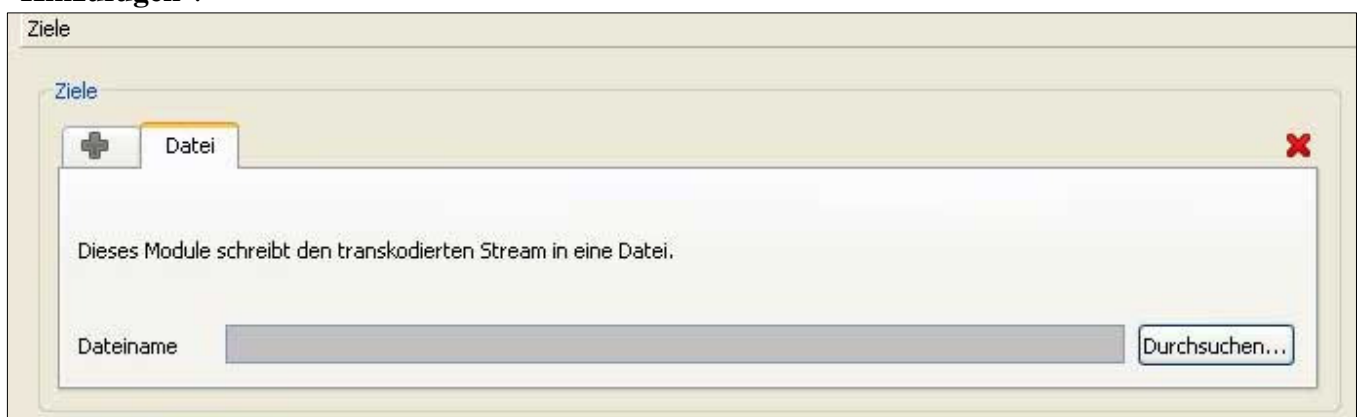 Ziele
Ziele
Datei
Dieses Module schreibt den transkodierten Stream in eine Datei.
Dateiname
Durchsuchen...